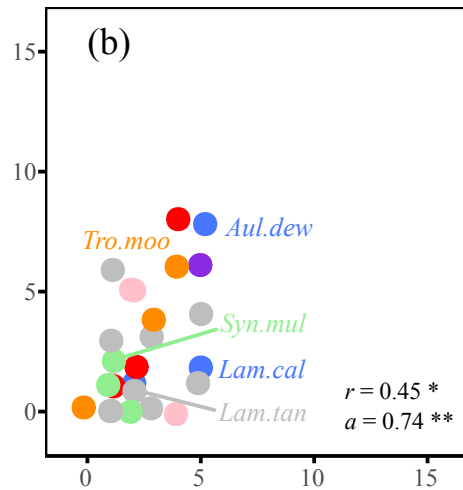 (b)
15
10
5
0
Tro.moo
Aul.dew
Syn.mul
Lam.cal
Lam.tan
r = 0.45 *
a = 0.74 **
0 5 10 15